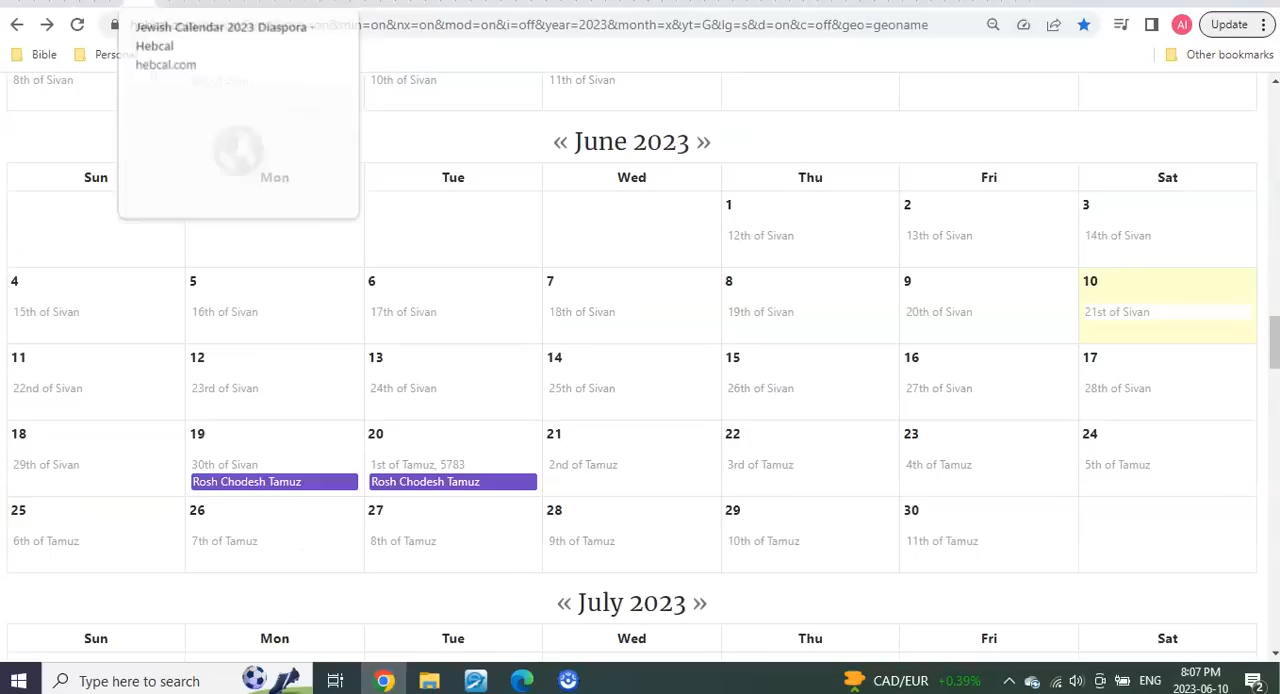 min=on&nx=on&mod=on&i=off&year=2023&month=x&yt=G&lg=s&d=on&c=off&geo=geoname
AI
Update
Jewish Calendar 2023 Diaspora -
Hebcal
hebcal.com
Bible
Other bookmarks
8th of Sivan
10th of Sivan
11th of Sivan
« June 2023 »
Sun
Mon
Tue
Wed
Thu
Fri
Sat
1
2
3
12th of Sivan
13th of Sivan
14th of Sivan
4
5
6
7
8
9
10
15th of Sivan
16th of Sivan
17th of Sivan
18th of Sivan
19th of Sivan
20th of Sivan
21st of Sivan
11
12
13
14
15
16
17
22nd of Sivan
23rd of Sivan
24th of Sivan
25th of Sivan
26th of Sivan
27th of Sivan
28th of Sivan
18
19
20
21
22
23
24
29th of Sivan
30th of Sivan
1st of Tamuz, 5783
2nd of Tamuz
3rd of Tamuz
4th of Tamuz
5th of Tamuz
Rosh Chodesh Tamuz
Rosh Chodesh Tamuz
25
26
27
28
29
30
6th of Tamuz
7th of Tamuz
8th of Tamuz
9th of Tamuz
10th of Tamuz
11th of Tamuz
« July 2023 »
Sun
Mon
Tue
Wed
Thu
Fri
Sat
Type here to search
CAD/EUR +0.39%
ENG
8:07 PM
2023-06-10
2